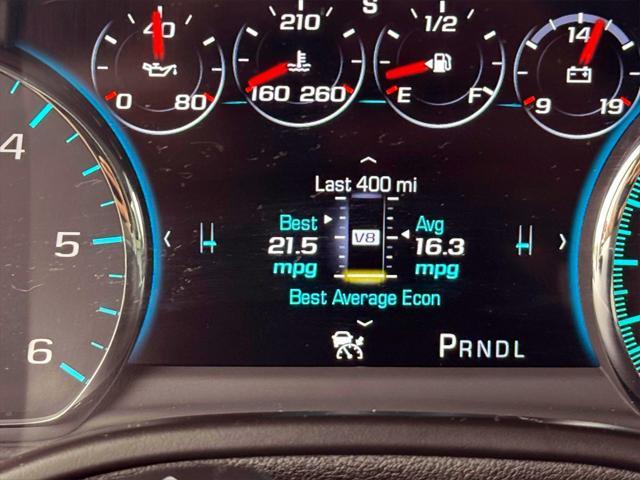 40 210 S 1/2 14
0 80 160 260 E F 9 19
4
Last 400 mi
Best Avg
5 21.5 V8 16.3
mpg mpg
Best Average Econ
6
PRNDL